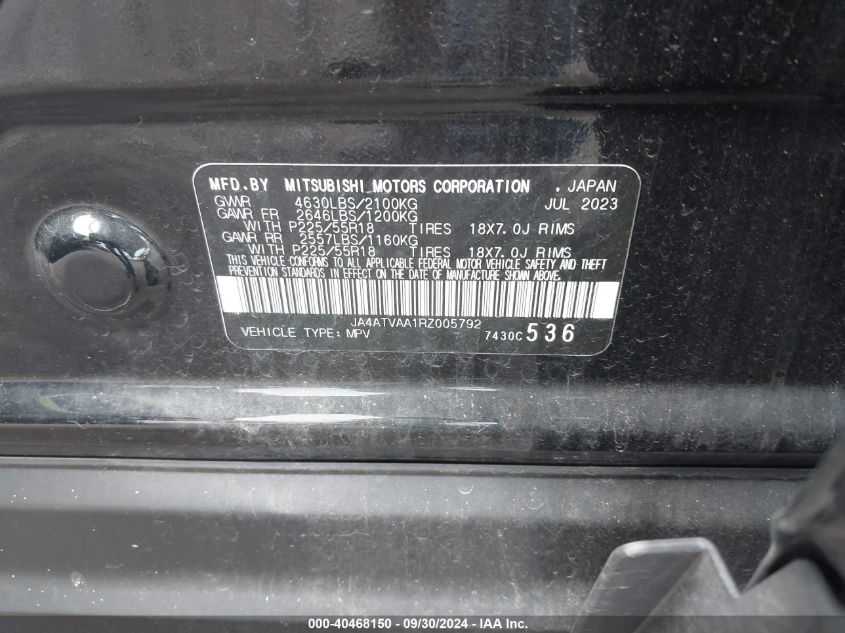 MFD.BY MITSUBISHI MOTORS CORPORATION . JAPAN
GVWR 4630LBS/2100KG JUL 2023
GAWR FR 2646LBS/1200KG
WITH P225/55R18 TIRES 18X7.0J RIMS
GAWR RR 2557LBS/1160KG
WITH P225/55R18 TIRES 18X7.0J RIMS
THIS VEHICLE CONFORMS TO ALL APPLICABLE FEDERAL MOTOR VEHICLE SAFETY AND THEFT
PREVENTION STANDARDS IN EFFECT ON THE DATE OF MANUFACTURE SHOWN ABOVE.
JA4ATVAA1RZ005792
VEHICLE TYPE: MPV 7430C 536
000-40468150 - 09/30/2024 - © IAA Inc.